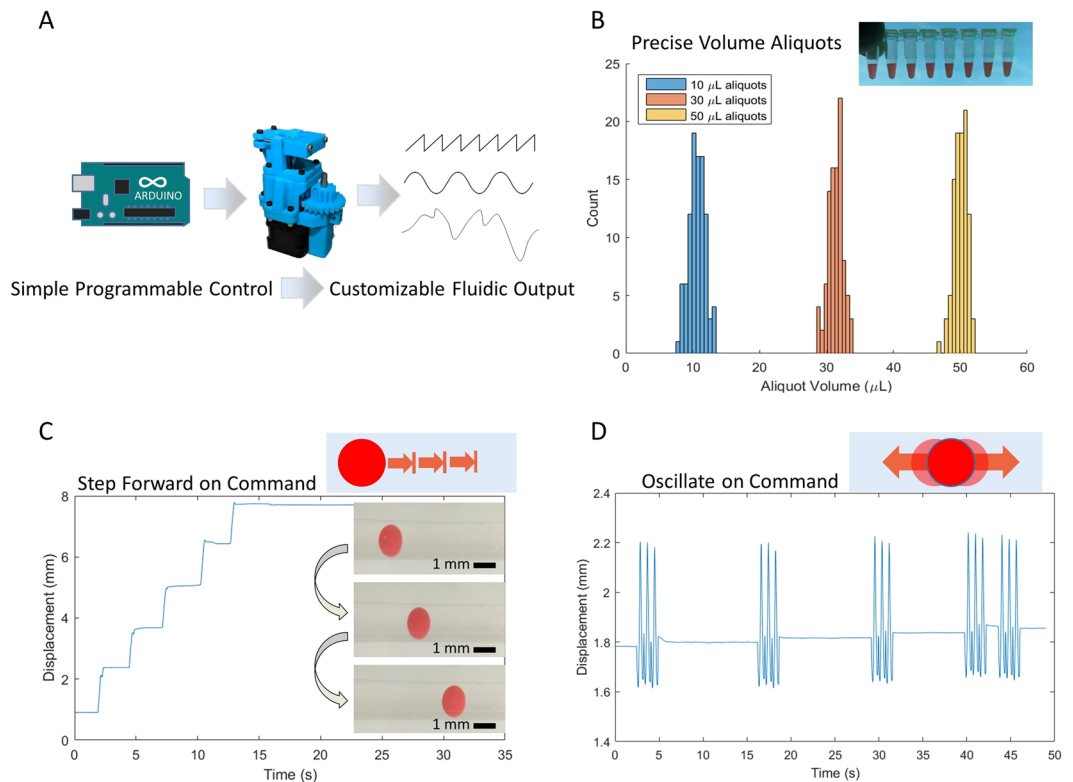 A
ARDUINO
Simple Programmable Control
Customizable Fluidic Output
B
Precise Volume Aliquots
25
20
15
10
5
0
Count
10 μL aliquots
30 μL aliquots
50 μL aliquots
0 10 20 30 40 50 60
Aliquot Volume (μL)
C
Step Forward on Command
8
6
4
2
0
Displacement (mm)
1 mm
1 mm
1 mm
0 5 10 15 20 25 30 35
Time (s)
D
Oscillate on Command
2.4
2.2
2
1.8
1.6
1.4
Displacement (mm)
0 5 10 15 20 25 30 35 40 45 50
Time (s)